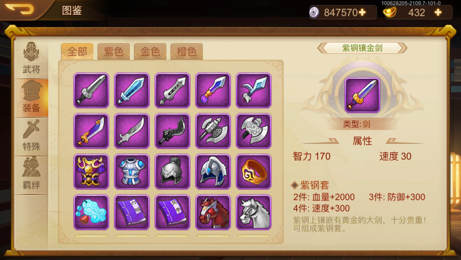 100628205-2109.7-101-0
图鉴
847570
432
武将
装备
特殊
羁绊
全部
紫色
金色
橙色
紫钢镶金剑
类型:剑
属性
智力 170
速度 30
紫钢套
2件: 血量+2000
3件: 防御+300
4件: 速度+300
紫钢上镶嵌有黄金的大剑，十分贵重!
可组成紫钢套。